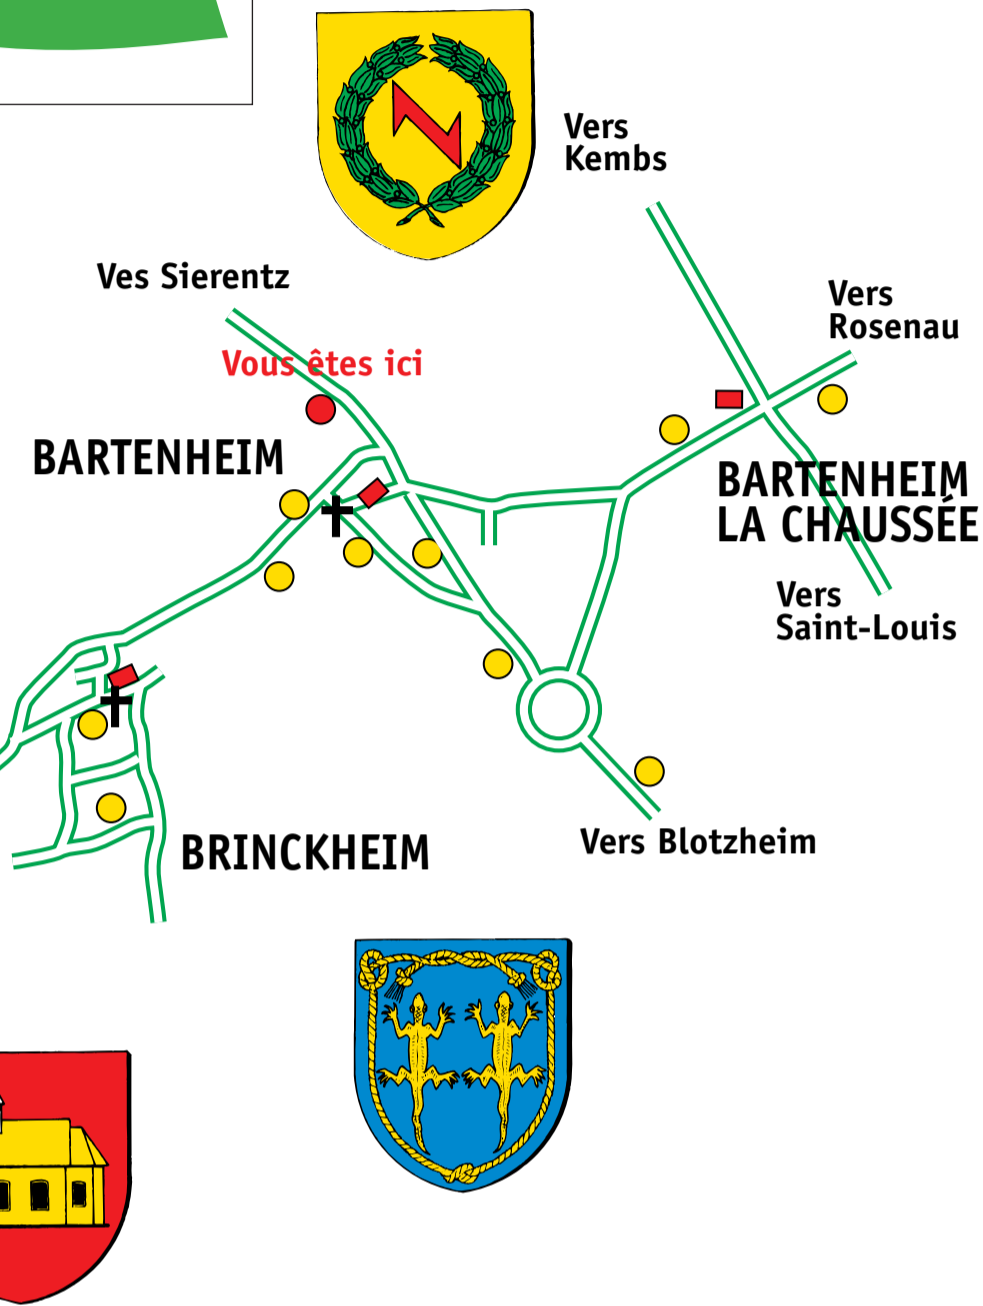 Vers
Kembs
Ves Sierentz
Vers
Rosenau
Vous êtes ici
BARTENHEIM
BARTENHEIM
LA CHAUSSÉE
Vers
Saint-Louis
Vers Blotzheim
BRINCKHEIM